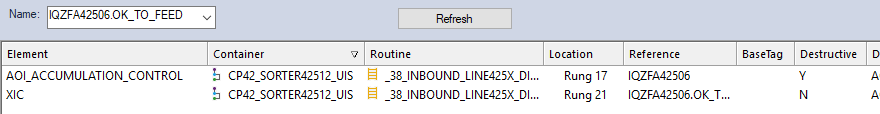 Name: IQZFA42506.OK_TO_FEED Refresh
Element Container Routine Location Reference BaseTag Destructive D
AOI_ACCUMULATION_CONTROL CP42_SORTER42512_UIS _38_INBOUND_LINE425X_DI... Rung 17 IQZFA42506 Y
XIC CP42_SORTER42512_UIS _38_INBOUND_LINE425X_DI... Rung 21 IQZFA42506.OK_T... N